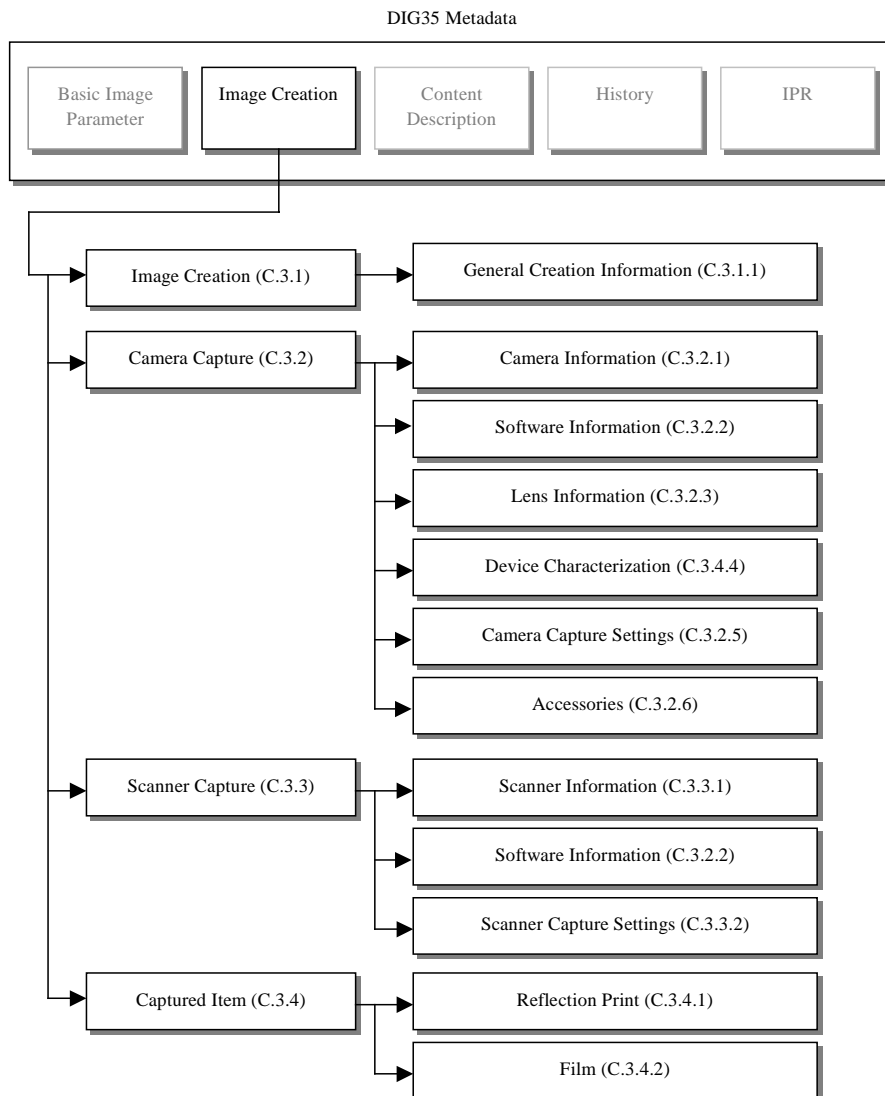 DIG35 Metadata
Basic Image
Parameter
Image Creation
Content
Description
History
IPR
Image Creation (C.3.1)
General Creation Information (C.3.1.1)
Camera Capture (C.3.2)
Camera Information (C.3.2.1)
Software Information (C.3.2.2)
Lens Information (C.3.2.3)
Device Characterization (C.3.4.4)
Camera Capture Settings (C.3.2.5)
Accessories (C.3.2.6)
Scanner Capture (C.3.3)
Scanner Information (C.3.3.1)
Software Information (C.3.2.2)
Scanner Capture Settings (C.3.3.2)
Captured Item (C.3.4)
Reflection Print (C.3.4.1)
Film (C.3.4.2)